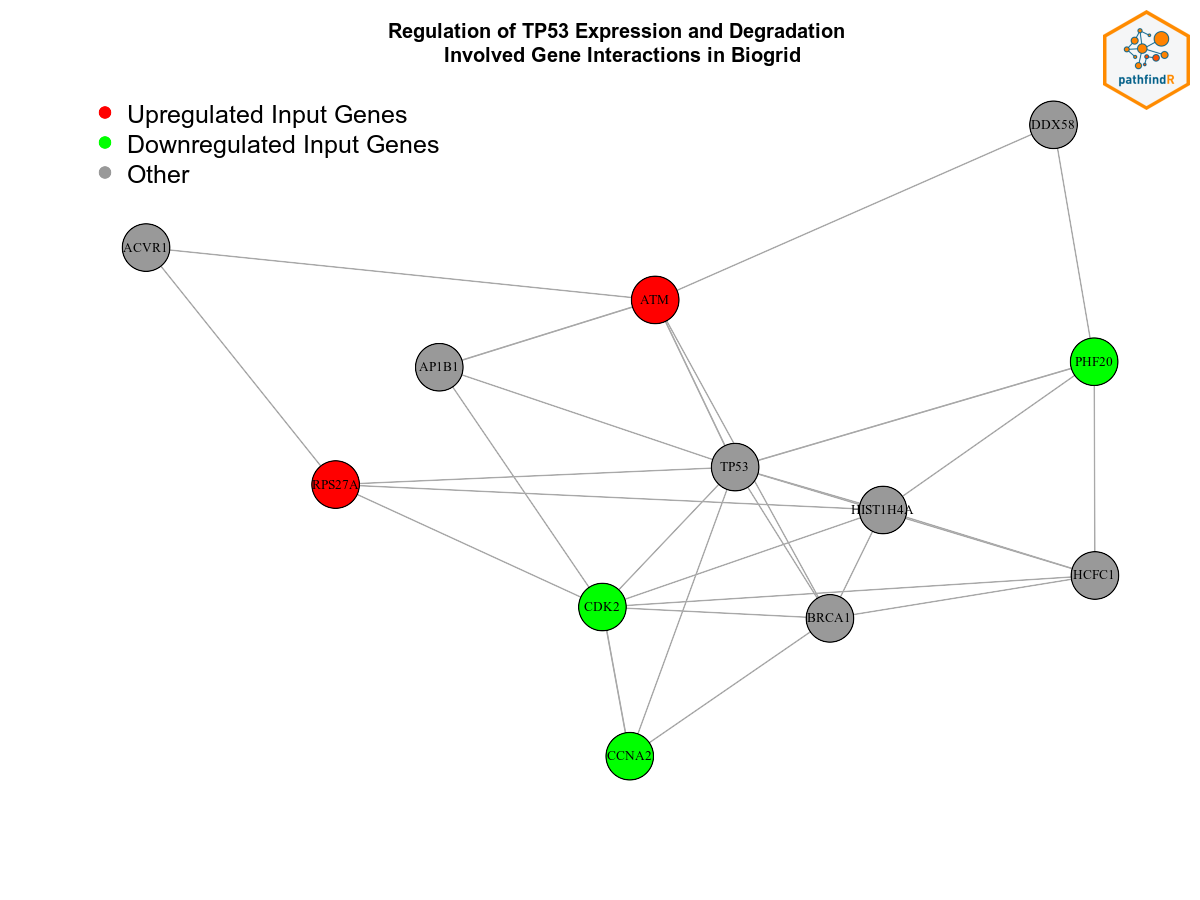 Regulation of TP53 Expression and Degradation
Involved Gene Interactions in Biogrid
pathfindR
Upregulated Input Genes
Downregulated Input Genes
Other
DDX58
ACVR1
ATM
AP1B1
PHF20
TP53
RPS27A
HIST1H4A
HCFC1
CDK2
BRCA1
CCNA2